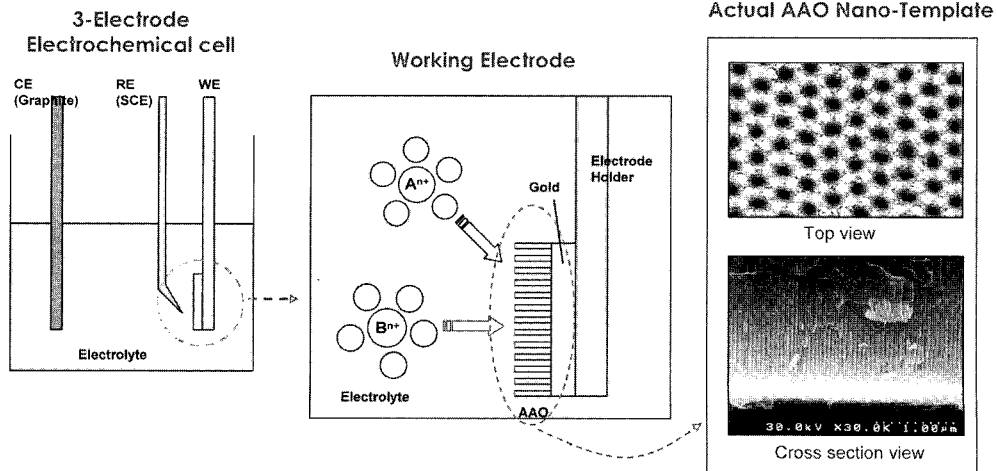 3-Electrode
Electrochemical cell
CE
(Graphite)
RE
(SCE)
WE
Electrolyte
Working Electrode
Aⁿ⁺
Bⁿ⁺
Gold
Electrode
Holder
Electrolyte
AAO
Actual AAO Nano-Template
Top view
30.0kV X30.0K 1.00µm
Cross section view